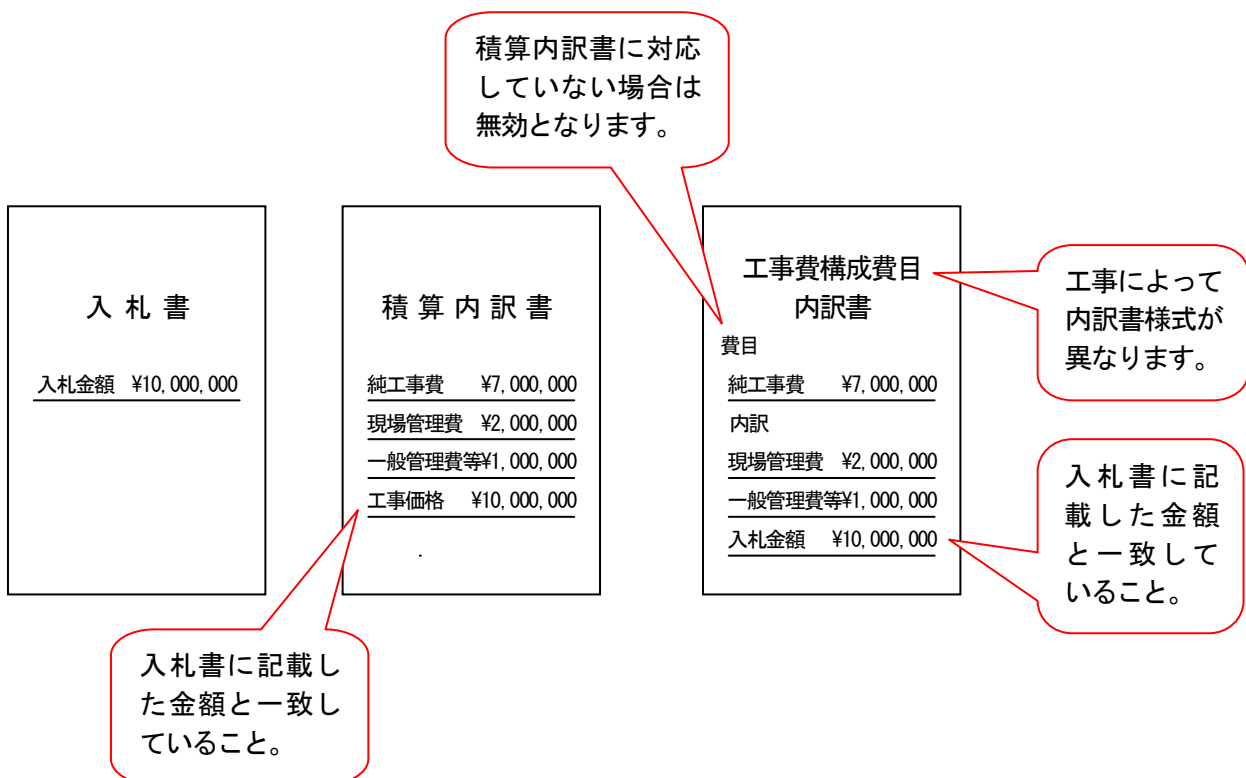 積算内訳書に対応
していない場合は
無効となります。
入札書
入札金額 ¥10,000,000
積算内訳書
純工事費 ¥7,000,000
現場管理費 ¥2,000,000
一般管理費等¥1,000,000
工事価格 ¥10,000,000
.
工事費構成費目
内訳書
費目
純工事費 ¥7,000,000
内訳
現場管理費 ¥2,000,000
一般管理費等¥1,000,000
入札金額 ¥10,000,000
工事によって
内訳書様式が
異なります。
入札書に記
載した金額
と一致して
いること。
入札書に記載し
た金額と一致し
ていること。